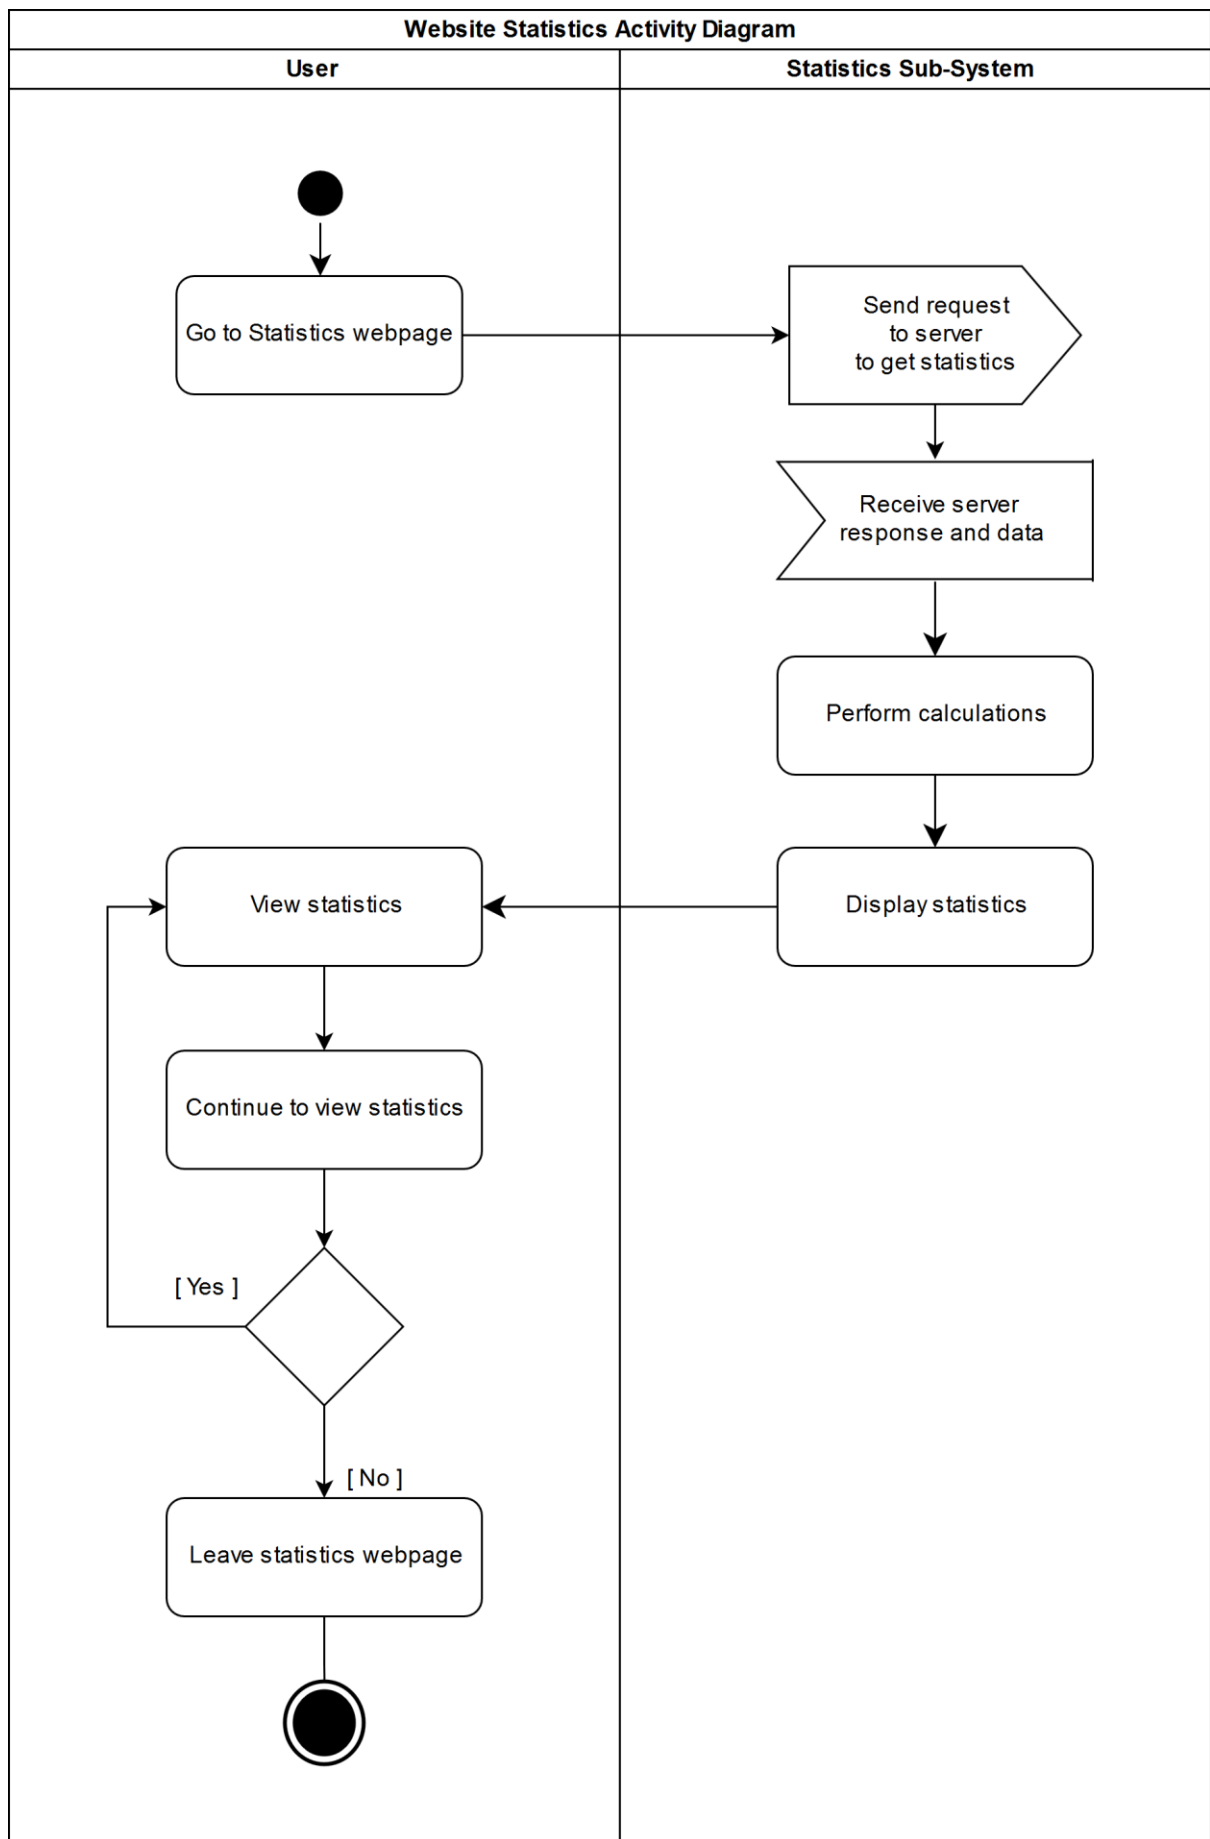 Website Statistics Activity Diagram
User
Statistics Sub-System
Go to Statistics webpage
Send request
to server
to get statistics
Receive server
response and data
Perform calculations
View statistics
Display statistics
Continue to view statistics
[ Yes ]
[ No ]
Leave statistics webpage